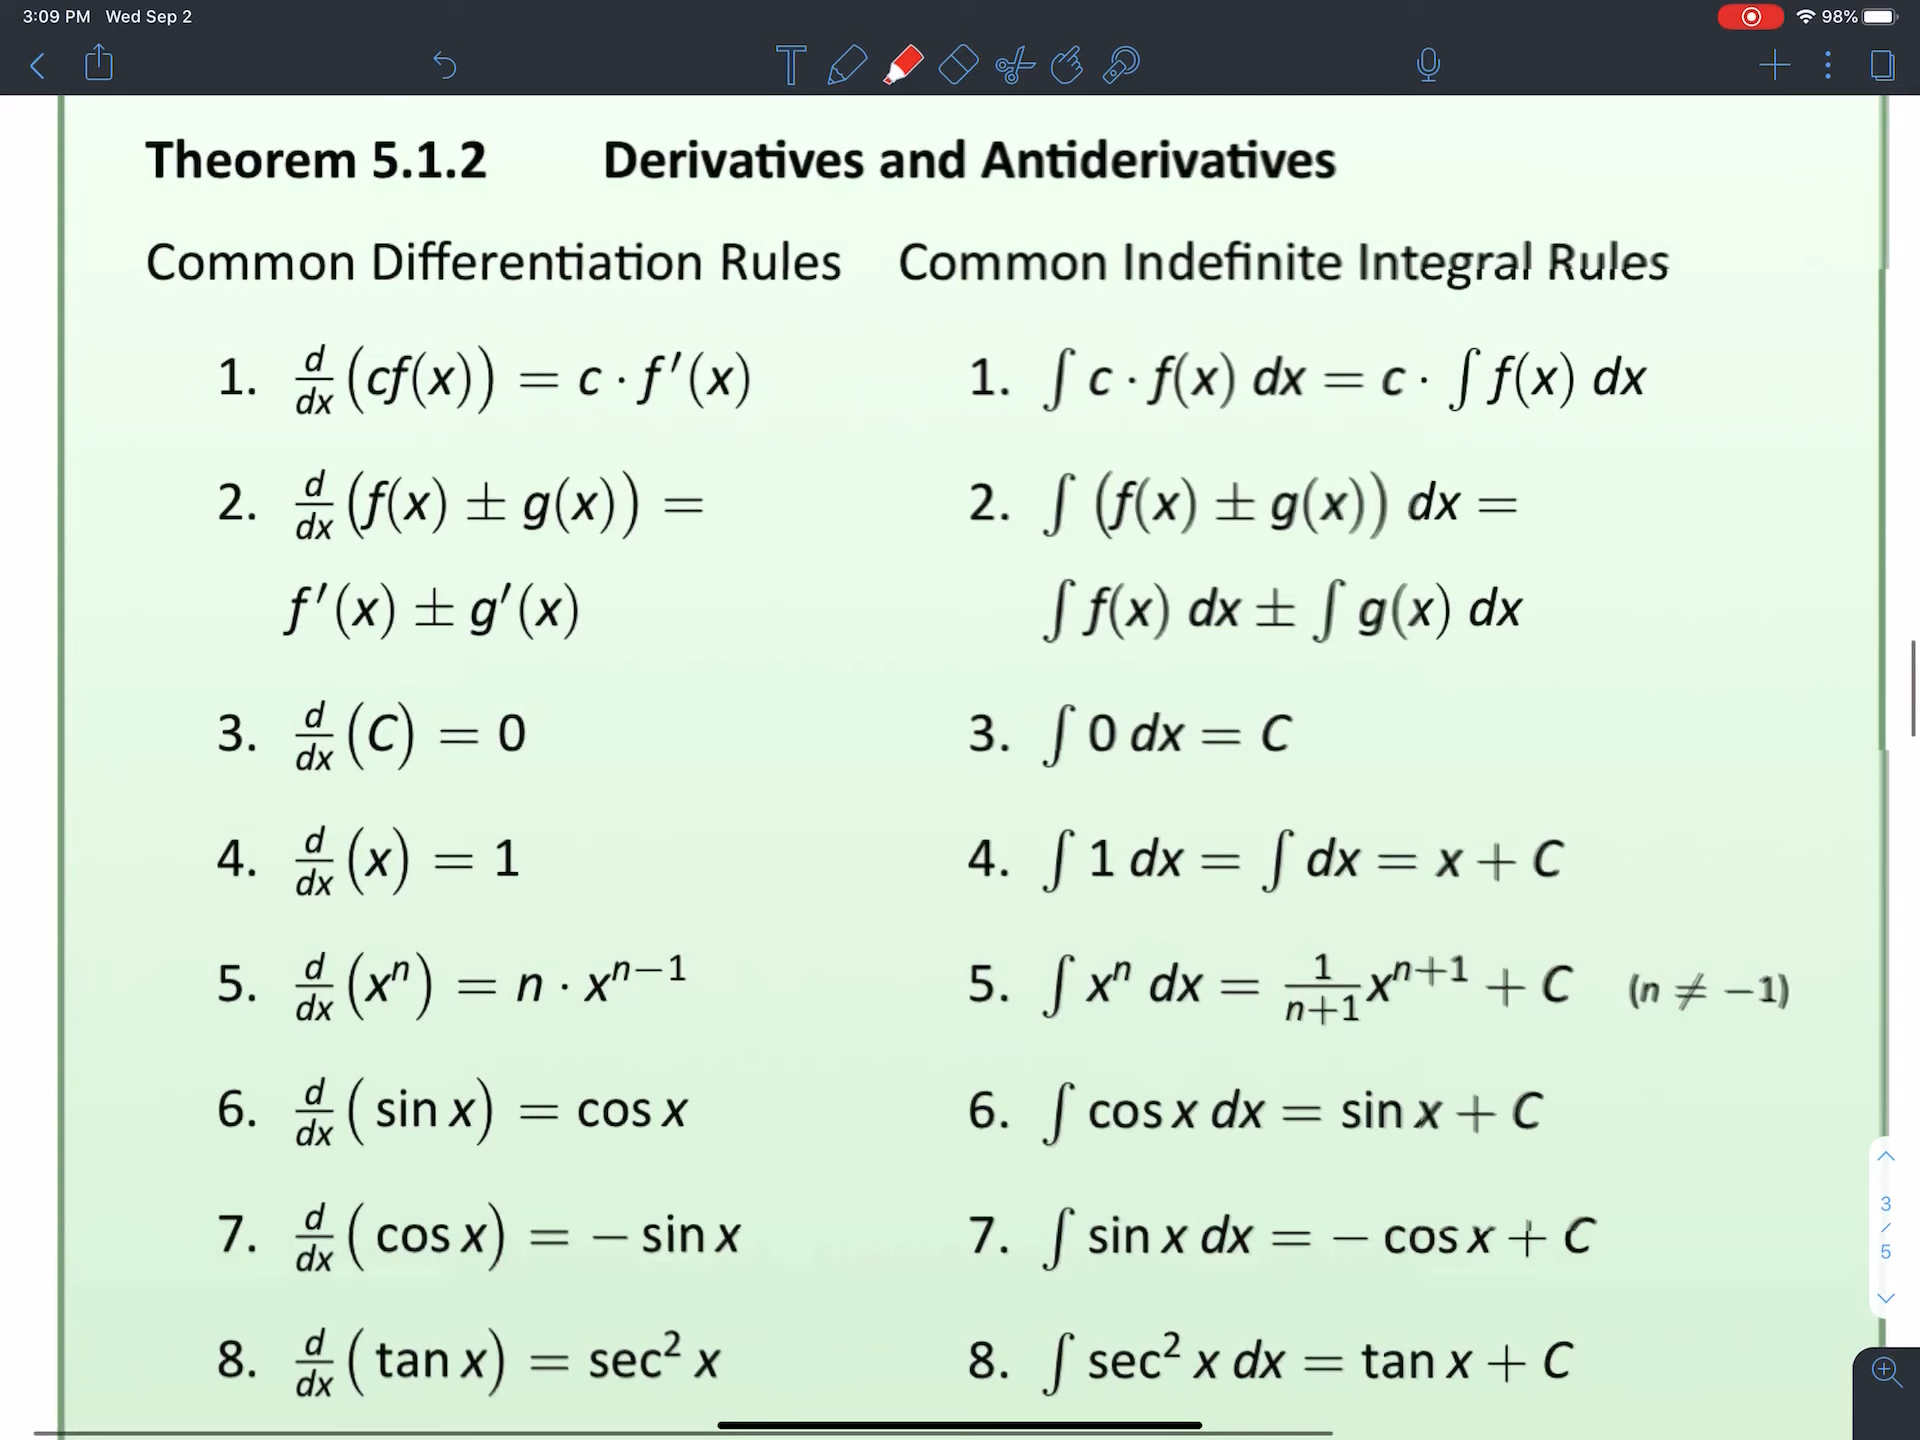 3:09 PM Wed Sep 2
98%
Theorem 5.1.2 Derivatives and Antiderivatives
Common Differentiation Rules Common Indefinite Integral Rules
1. d/dx (cf(x)) = c · f′(x) 1. ∫ c · f(x) dx = c · ∫ f(x) dx
2. d/dx (f(x) ± g(x)) = 2. ∫ (f(x) ± g(x)) dx =
f′(x) ± g′(x) ∫ f(x) dx ± ∫ g(x) dx
3. d/dx (C) = 0 3. ∫ 0 dx = C
4. d/dx (x) = 1 4. ∫ 1 dx = ∫ dx = x + C
5. d/dx (xⁿ) = n · xⁿ⁻¹ 5. ∫ xⁿ dx = 1/(n+1) xⁿ⁺¹ + C (n ≠ −1)
6. d/dx (sin x) = cos x 6. ∫ cos x dx = sin x + C
7. d/dx (cos x) = − sin x 7. ∫ sin x dx = − cos x + C
8. d/dx (tan x) = sec² x 8. ∫ sec² x dx = tan x + C
3
/
5